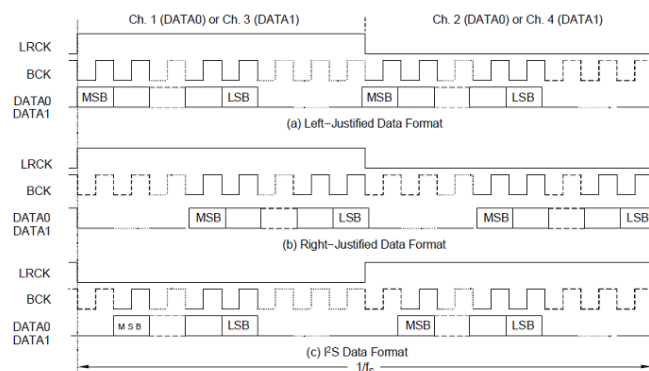 Ch. 1 (DATA0) or Ch. 3 (DATA1) Ch. 2 (DATA0) or Ch. 4 (DATA1)
LRCK
BCK
DATA0 MSB LSB MSB LSB
DATA1
(a) Left-Justified Data Format
LRCK
BCK
DATA0 MSB LSB MSB LSB
DATA1
(b) Right-Justified Data Format
LRCK
BCK
DATA0 MSB LSB MSB LSB
DATA1
(c) I²S Data Format
1/fS